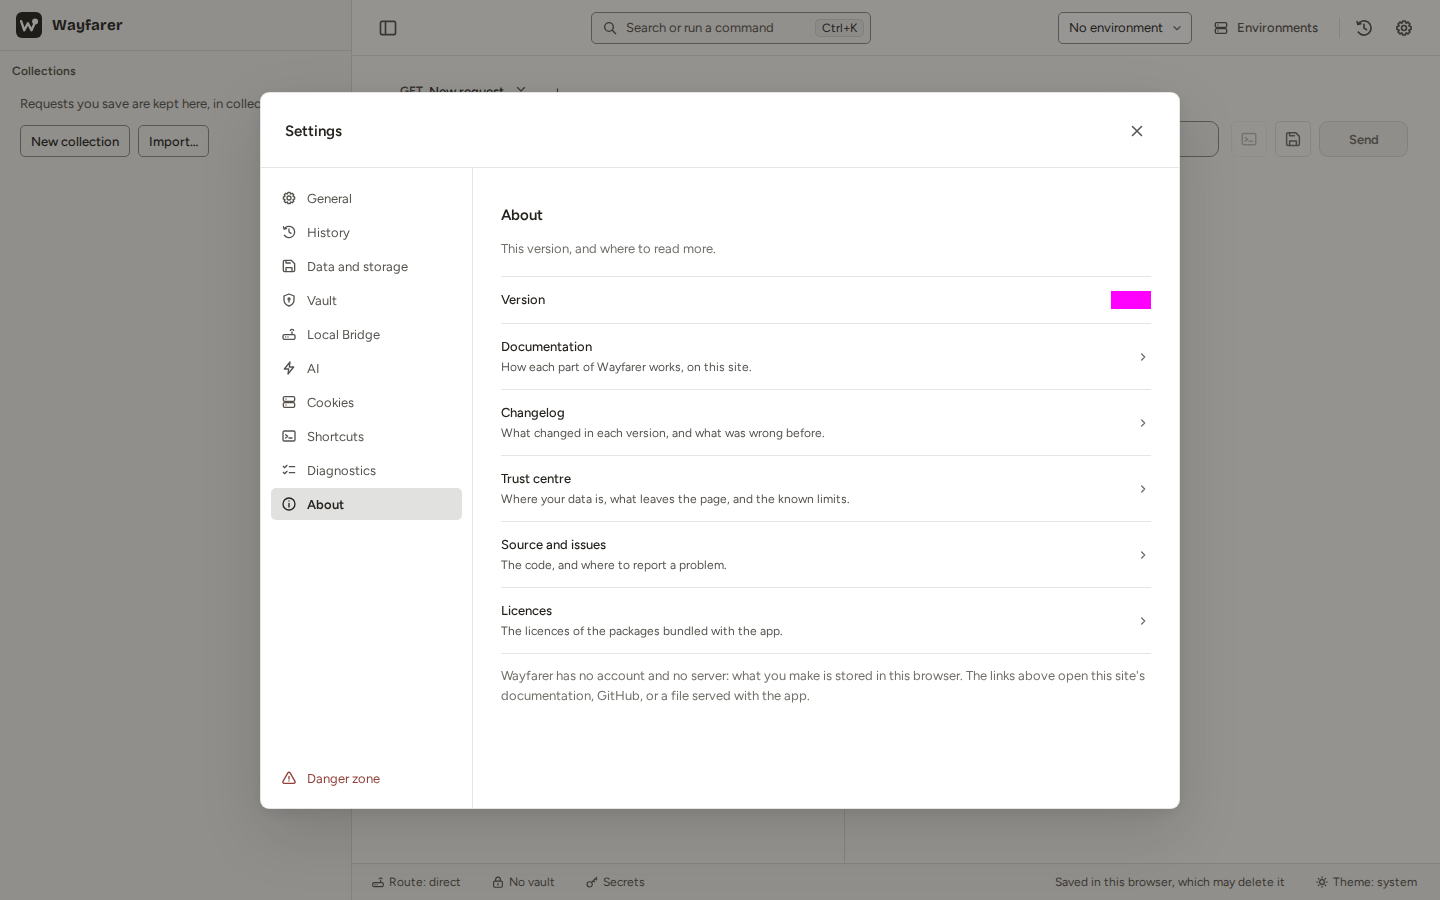 Wayfarer
Search or run a command
Ctrl+K
No environment
Environments
Collections
Requests you save are kept here, in collec
New collection
Import...
GET New request
Send
Settings
General
History
Data and storage
Vault
Local Bridge
AI
Cookies
Shortcuts
Diagnostics
About
Danger zone
About
This version, and where to read more.
Version
Documentation
How each part of Wayfarer works, on this site.
Changelog
What changed in each version, and what was wrong before.
Trust centre
Where your data is, what leaves the page, and the known limits.
Source and issues
The code, and where to report a problem.
Licences
The licences of the packages bundled with the app.
Wayfarer has no account and no server: what you make is stored in this browser. The links above open this site's
documentation, GitHub, or a file served with the app.
Route: direct
No vault
Secrets
Saved in this browser, which may delete it
Theme: system